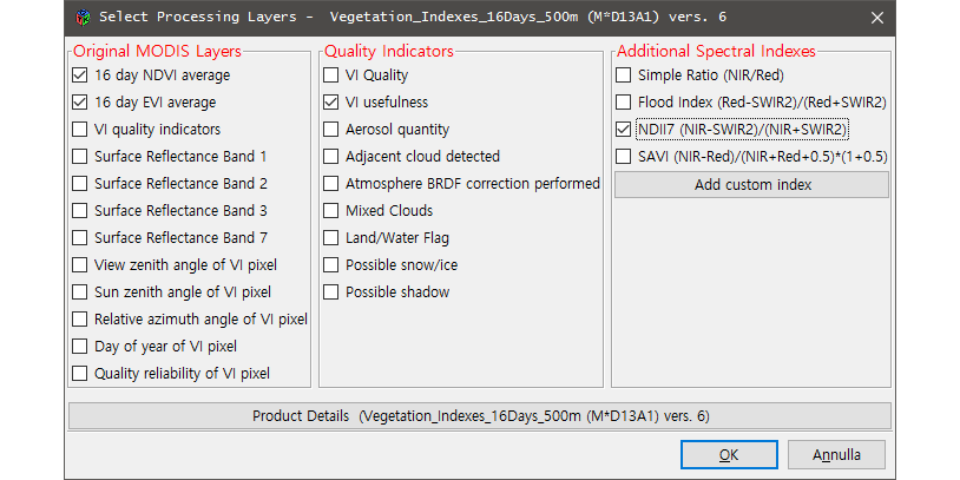 Select Processing Layers - Vegetation_Indexes_16Days_500m (M*D13A1) vers. 6
Original MODIS Layers
16 day NDVI average
16 day EVI average
VI quality indicators
Surface Reflectance Band 1
Surface Reflectance Band 2
Surface Reflectance Band 3
Surface Reflectance Band 7
View zenith angle of VI pixel
Sun zenith angle of VI pixel
Relative azimuth angle of VI pixel
Day of year of VI pixel
Quality reliability of VI pixel
Quality Indicators
VI Quality
VI usefulness
Aerosol quantity
Adjacent cloud detected
Atmosphere BRDF correction performed
Mixed Clouds
Land/Water Flag
Possible snow/ice
Possible shadow
Additional Spectral Indexes
Simple Ratio (NIR/Red)
Flood Index (Red-SWIR2)/(Red+SWIR2)
NDII7 (NIR-SWIR2)/(NIR+SWIR2)
SAVI (NIR-Red)/(NIR+Red+0.5)*(1+0.5)
Add custom index
Product Details (Vegetation_Indexes_16Days_500m (M*D13A1) vers. 6)
OK
Annulla